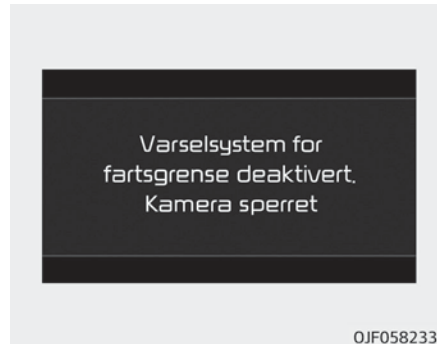 Varselsystem for
fartsgrense deaktivert,
Kamera sperret
OJF058233